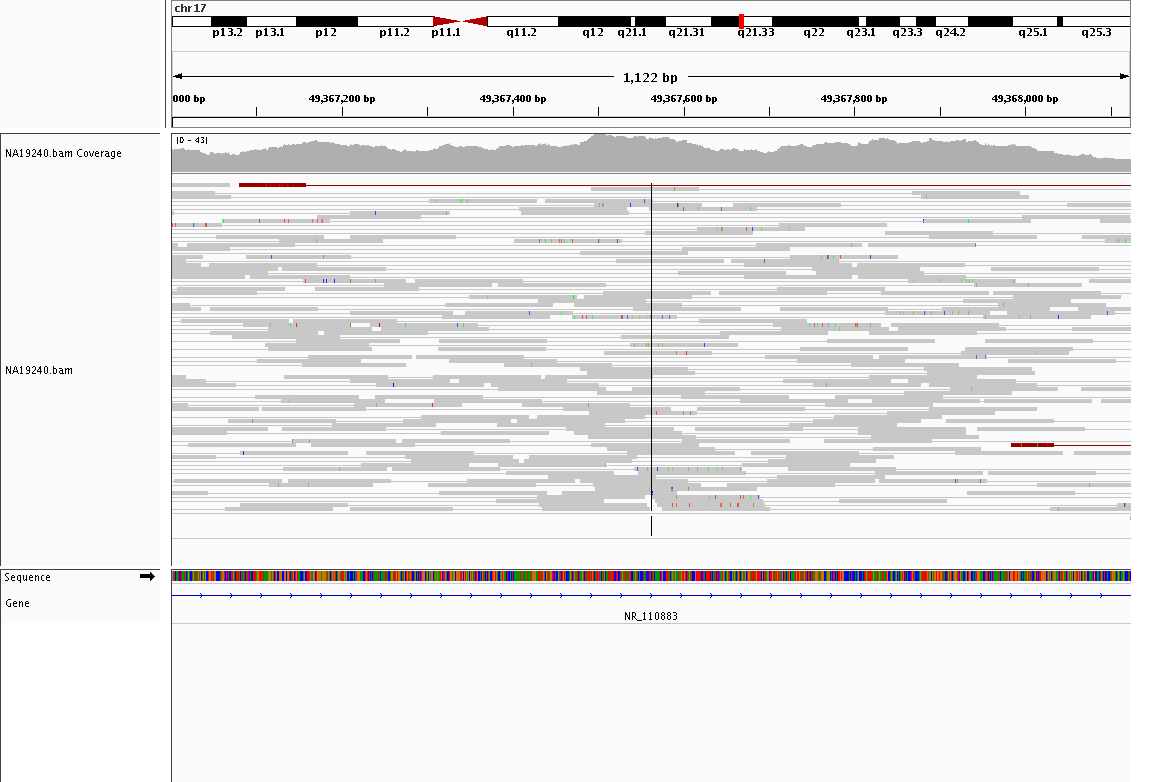 chr17
p13.2 p13.1 p12 p11.2 p11.1 q11.2 q12 q21.1 q21.31 q21.33 q22 q23.1 q23.3 q24.2 q25.1 q25.3
1,122 bp
000 bp 49,367,200 bp 49,367,400 bp 49,367,600 bp 49,367,800 bp 49,368,000 bp
[0 - 43]
NA19240.bam Coverage
NA19240.bam
Sequence
Gene
NR_110883